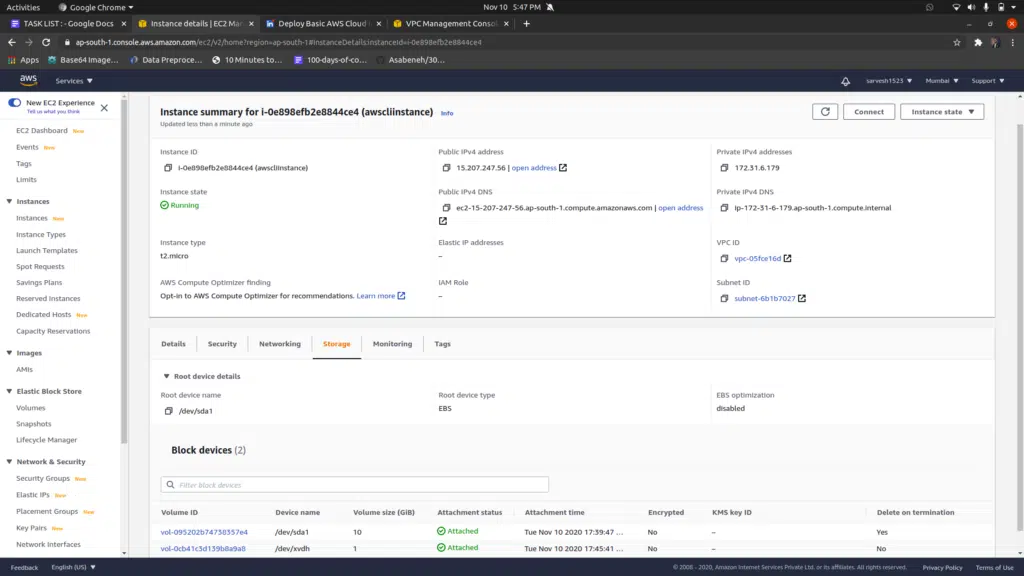 Activities
Google Chrome
Nov 10 5:47 PM
TASK LIST : - Google Docs
Instance details | EC2 Man
Deploy Basic AWS Cloud
VPC Management Consol
ap-south-1.console.aws.amazon.com/ec2/v2/home?region=ap-south-1#InstanceDetails:instanceId=i-0e898efb2e8844ce4
Apps
Base64 Image...
Data Preproce...
10 Minutes to...
100-days-of-co...
Asabeneh/30...
aws
Services
sarvesh1523
Mumbai
Support
New EC2 Experience
Tell us what you think
EC2 Dashboard New
Events New
Tags
Limits
Instances
Instances New
Instance Types
Launch Templates
Spot Requests
Savings Plans
Reserved Instances
Dedicated Hosts New
Capacity Reservations
Images
AMIs
Elastic Block Store
Volumes
Snapshots
Lifecycle Manager
Network & Security
Security Groups New
Elastic IPs New
Placement Groups New
Key Pairs New
Network Interfaces
Instance summary for i-0e898efb2e8844ce4 (awscliinstance) Info
Updated less than a minute ago
Connect
Instance state
Instance ID
i-0e898efb2e8844ce4 (awscliinstance)
Public IPv4 address
15.207.247.56 | open address
Private IPv4 addresses
172.31.6.179
Instance state
Running
Public IPv4 DNS
ec2-15-207-247-56.ap-south-1.compute.amazonaws.com | open address
Private IPv4 DNS
ip-172-31-6-179.ap-south-1.compute.internal
Instance type
t2.micro
Elastic IP addresses
–
VPC ID
vpc-05fce16d
AWS Compute Optimizer finding
Opt-in to AWS Compute Optimizer for recommendations. Learn more
IAM Role
–
Subnet ID
subnet-6b1b7027
Details
Security
Networking
Storage
Monitoring
Tags
Root device details
Root device name
/dev/sda1
Root device type
EBS
EBS optimization
disabled
Block devices (2)
Filter block devices
Volume ID Device name Volume size (GiB) Attachment status Attachment time Encrypted KMS key ID Delete on termination
vol-095202b74738357e4 /dev/sda1 10 Attached Tue Nov 10 2020 17:39:47 ... No – Yes
vol-0cb41c3d139b8a9a8 /dev/xvdh 1 Attached Tue Nov 10 2020 17:45:41 ... No – No
Feedback
English (US)
© 2008 - 2020, Amazon Internet Services Private Ltd. or its affiliates. All rights reserved.
Privacy Policy
Terms of Use